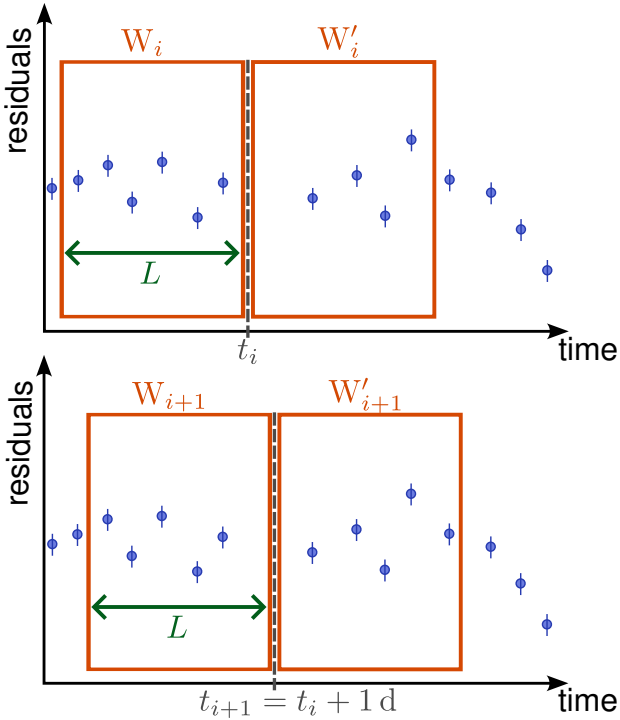 W_i W′_i
residuals
L
t_i
time
W_{i+1} W′_{i+1}
residuals
L
t_{i+1} = t_i + 1 d
time